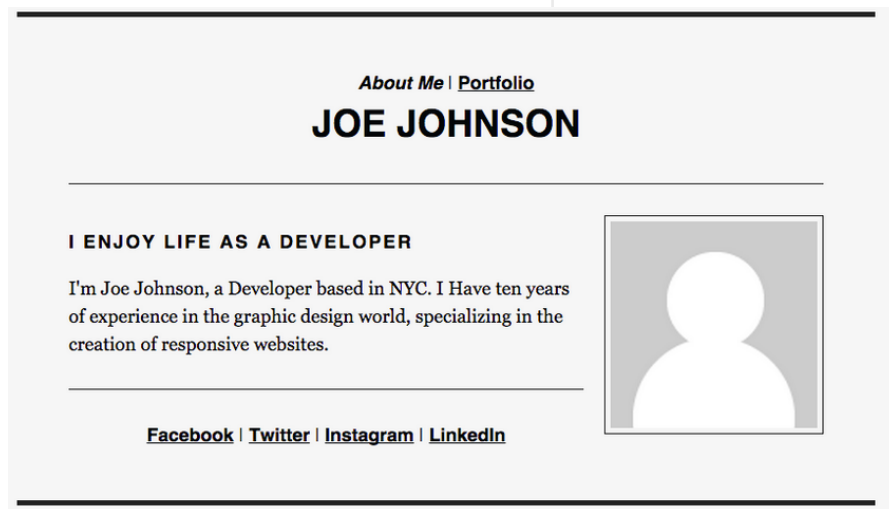 About Me | Portfolio
JOE JOHNSON
I ENJOY LIFE AS A DEVELOPER
I'm Joe Johnson, a Developer based in NYC. I Have ten years
of experience in the graphic design world, specializing in the
creation of responsive websites.
Facebook | Twitter | Instagram | LinkedIn